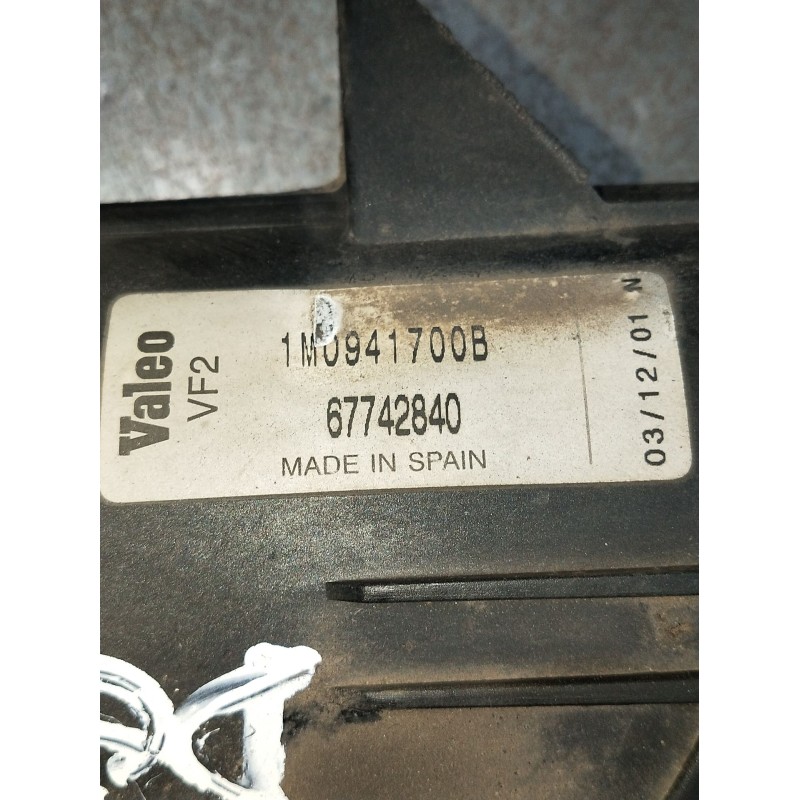 Valeo
VF2
1M0941700B
67742840
MADE IN SPAIN
03/12/01 N